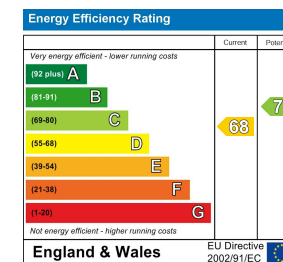 Energy Efficiency Rating
Current
Very energy efficient - lower running costs
(92 plus) A
(81-91) B
(69-80) C
(55-68) D
68
(39-54) E
(21-38) F
(1-20) G
Not energy efficient - higher running costs
England & Wales
EU Directive
2002/91/EC